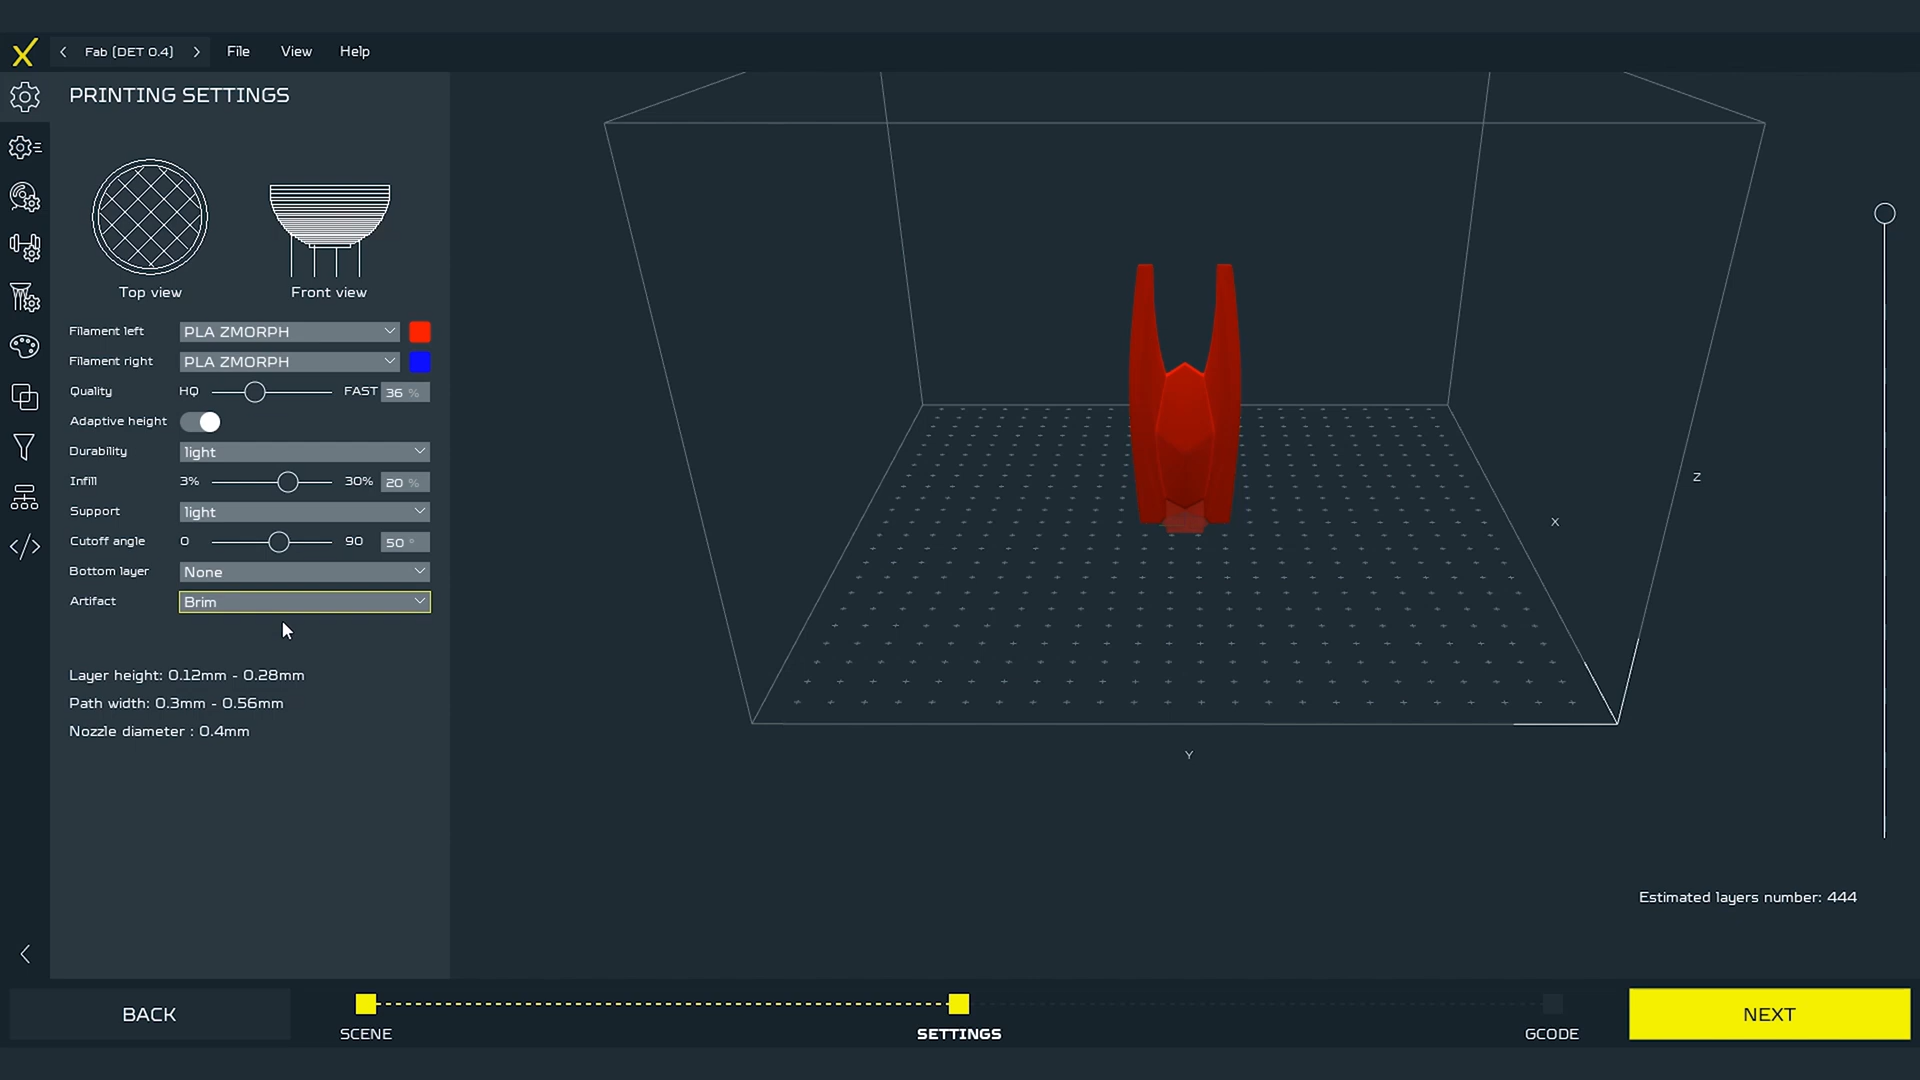 Fab (DET 0.4) File View Help
PRINTING SETTINGS
Top view Front view
Filament left PLA ZMORPH
Filament right PLA ZMORPH
Quality HQ FAST 36 %
Adaptive height
Durability light
Infill 3% 30% 20 %
Support light
Cutoff angle 0 90 50 °
Bottom layer None
Artifact Brim
Layer height: 0.12mm - 0.28mm
Path width: 0.3mm - 0.56mm
Nozzle diameter : 0.4mm
Z
X
Y
Estimated layers number: 444
BACK
SCENE
SETTINGS
GCODE
NEXT